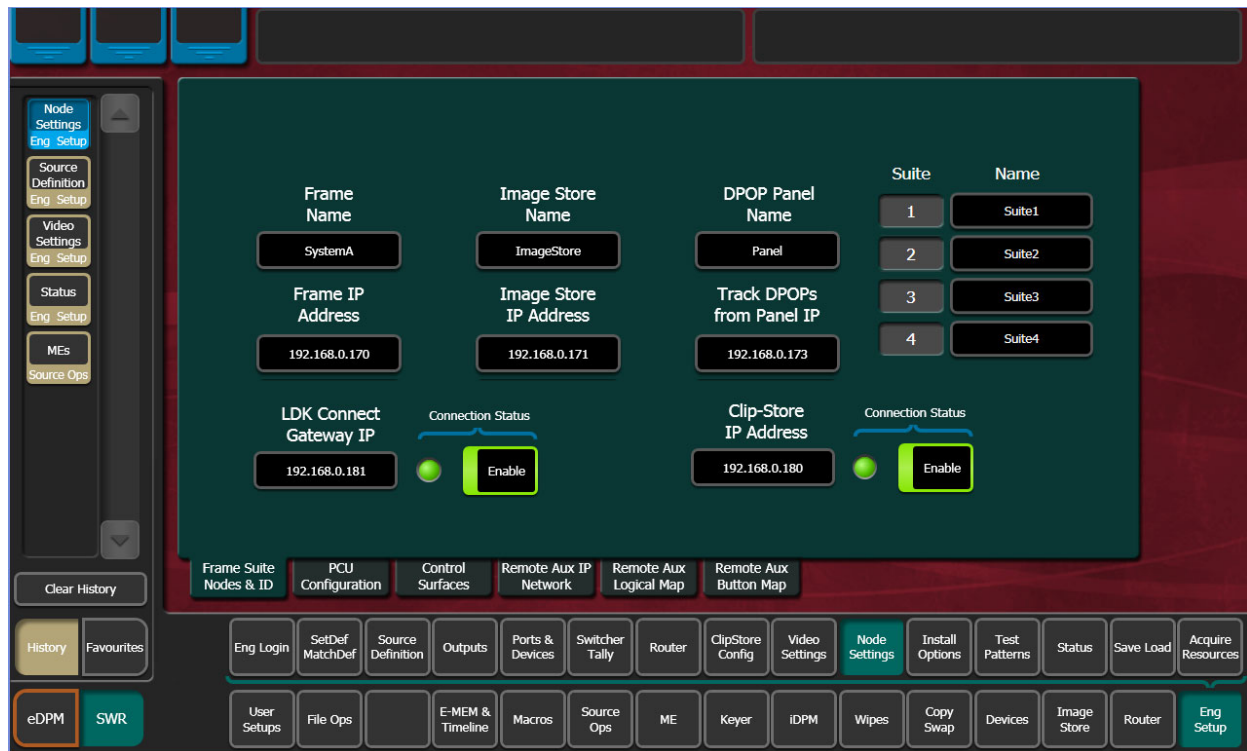 Node
Settings
Eng Setup
Source
Definition
Eng Setup
Video
Settings
Eng Setup
Status
Eng Setup
MEs
Source Ops
Clear History
History
Favourites
eDPM
SWR
Frame
Name
SystemA
Image Store
Name
ImageStore
DPOP Panel
Name
Panel
Suite
Name
1
Suite1
2
Suite2
3
Suite3
4
Suite4
Frame IP
Address
192.168.0.170
Image Store
IP Address
192.168.0.171
Track DPOPs
from Panel IP
192.168.0.173
LDK Connect
Gateway IP
192.168.0.181
Connection Status
Enable
Clip-Store
IP Address
192.168.0.180
Connection Status
Enable
Frame Suite
Nodes & ID
PCU
Configuration
Control
Surfaces
Remote Aux IP
Network
Remote Aux
Logical Map
Remote Aux
Button Map
Eng Login
SetDef
MatchDef
Source
Definition
Outputs
Ports &
Devices
Switcher
Tally
Router
ClipStore
Config
Video
Settings
Node
Settings
Install
Options
Test
Patterns
Status
Save Load
Acquire
Resources
User
Setups
File Ops
E-MEM &
Timeline
Macros
Source
Ops
ME
Keyer
iDPM
Wipes
Copy
Swap
Devices
Image
Store
Router
Eng
Setup